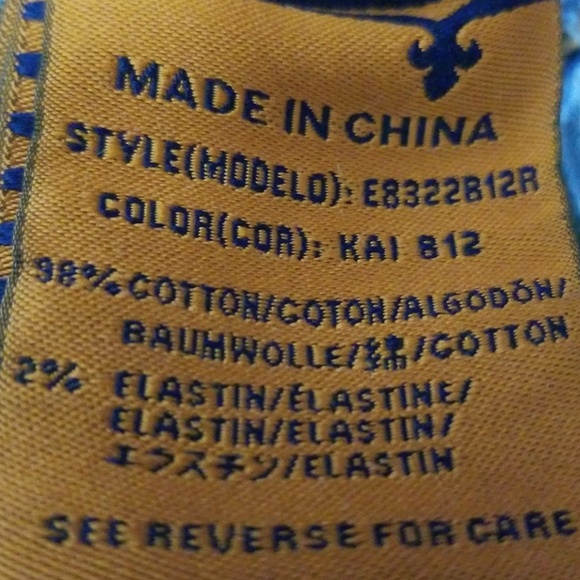 MADE IN CHINA
STYLE(MODELO): E8322B12R
COLOR(COR): KAI B12
98% COTTON/COTON/ALGODÓN/
BAUMWOLLE/綿/COTTON
2% ELASTIN/ÉLASTINE/
ELASTIN/ELASTIN/
エラスチン/ELASTIN
SEE REVERSE FOR CARE